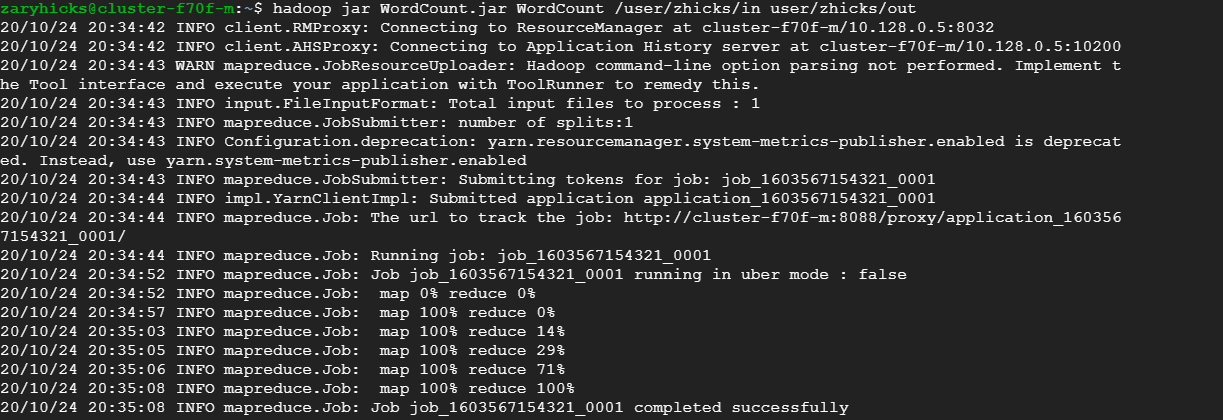 zaryhicks@cluster-f70f-m:~$ hadoop jar WordCount.jar WordCount /user/zhicks/in user/zhicks/out
20/10/24 20:34:42 INFO client.RMProxy: Connecting to ResourceManager at cluster-f70f-m/10.128.0.5:8032
20/10/24 20:34:42 INFO client.AHSProxy: Connecting to Application History server at cluster-f70f-m/10.128.0.5:10200
20/10/24 20:34:43 WARN mapreduce.JobResourceUploader: Hadoop command-line option parsing not performed. Implement t
he Tool interface and execute your application with ToolRunner to remedy this.
20/10/24 20:34:43 INFO input.FileInputFormat: Total input files to process : 1
20/10/24 20:34:43 INFO mapreduce.JobSubmitter: number of splits:1
20/10/24 20:34:43 INFO Configuration.deprecation: yarn.resourcemanager.system-metrics-publisher.enabled is deprecat
ed. Instead, use yarn.system-metrics-publisher.enabled
20/10/24 20:34:43 INFO mapreduce.JobSubmitter: Submitting tokens for job: job_1603567154321_0001
20/10/24 20:34:44 INFO impl.YarnClientImpl: Submitted application application_1603567154321_0001
20/10/24 20:34:44 INFO mapreduce.Job: The url to track the job: http://cluster-f70f-m:8088/proxy/application_160356
7154321_0001/
20/10/24 20:34:44 INFO mapreduce.Job: Running job: job_1603567154321_0001
20/10/24 20:34:52 INFO mapreduce.Job: Job job_1603567154321_0001 running in uber mode : false
20/10/24 20:34:52 INFO mapreduce.Job:  map 0% reduce 0%
20/10/24 20:34:57 INFO mapreduce.Job:  map 100% reduce 0%
20/10/24 20:35:03 INFO mapreduce.Job:  map 100% reduce 14%
20/10/24 20:35:05 INFO mapreduce.Job:  map 100% reduce 29%
20/10/24 20:35:06 INFO mapreduce.Job:  map 100% reduce 71%
20/10/24 20:35:08 INFO mapreduce.Job:  map 100% reduce 100%
20/10/24 20:35:08 INFO mapreduce.Job: Job job_1603567154321_0001 completed successfully